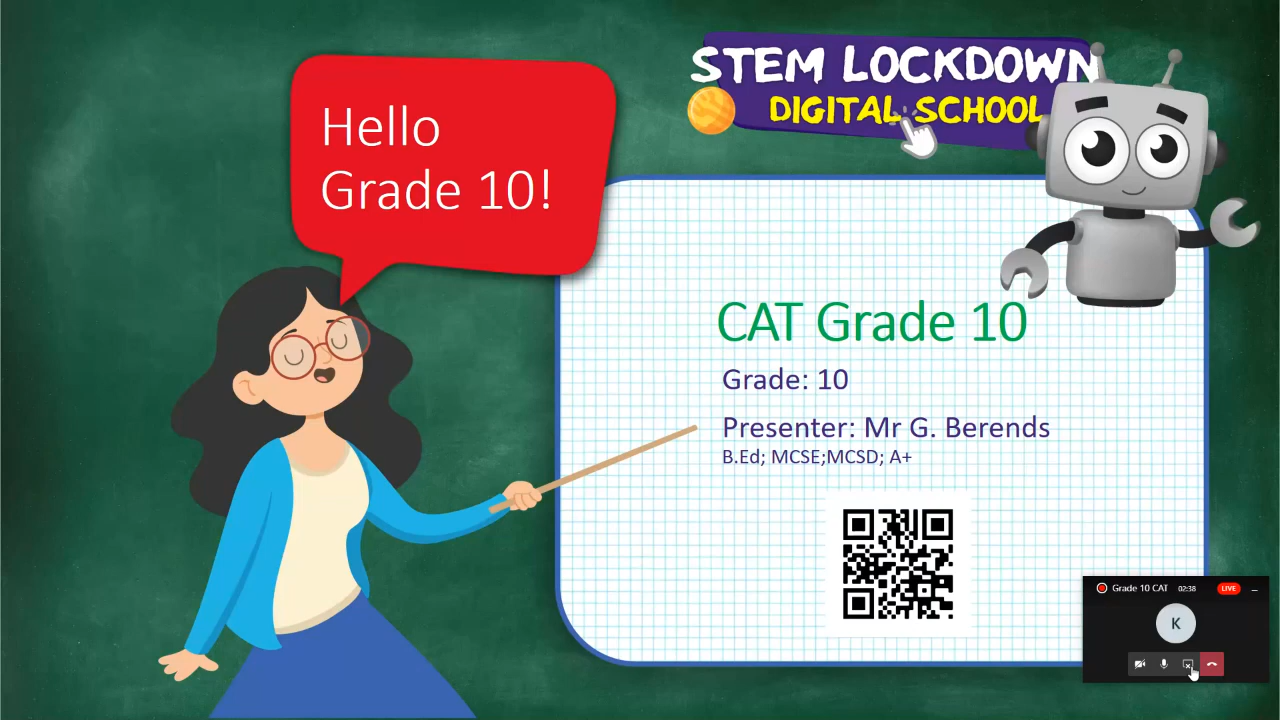 STEM LOCKDOWN
DIGITAL SCHOOL
Hello
Grade 10!
CAT Grade 10
Grade: 10
Presenter: Mr G. Berends
B.Ed; MCSE;MCSD; A+
Grade 10 CAT 02:38 LIVE
K